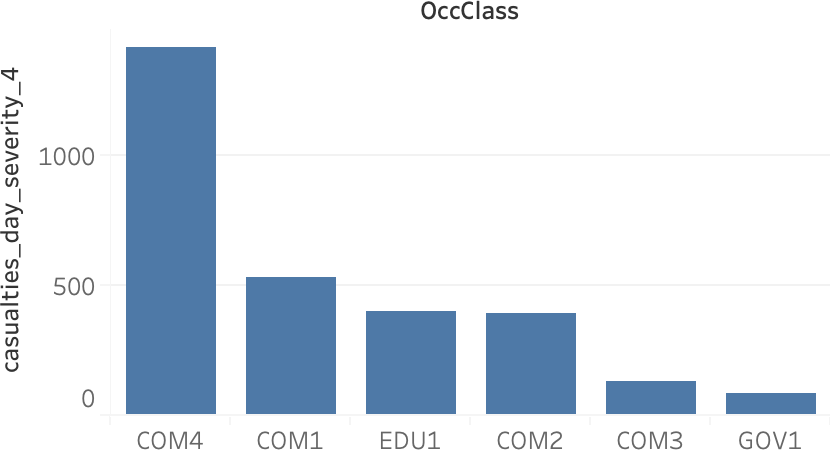 OccClass
casualties_day_severity_4
1000
500
0
COM4 COM1 EDU1 COM2 COM3 GOV1